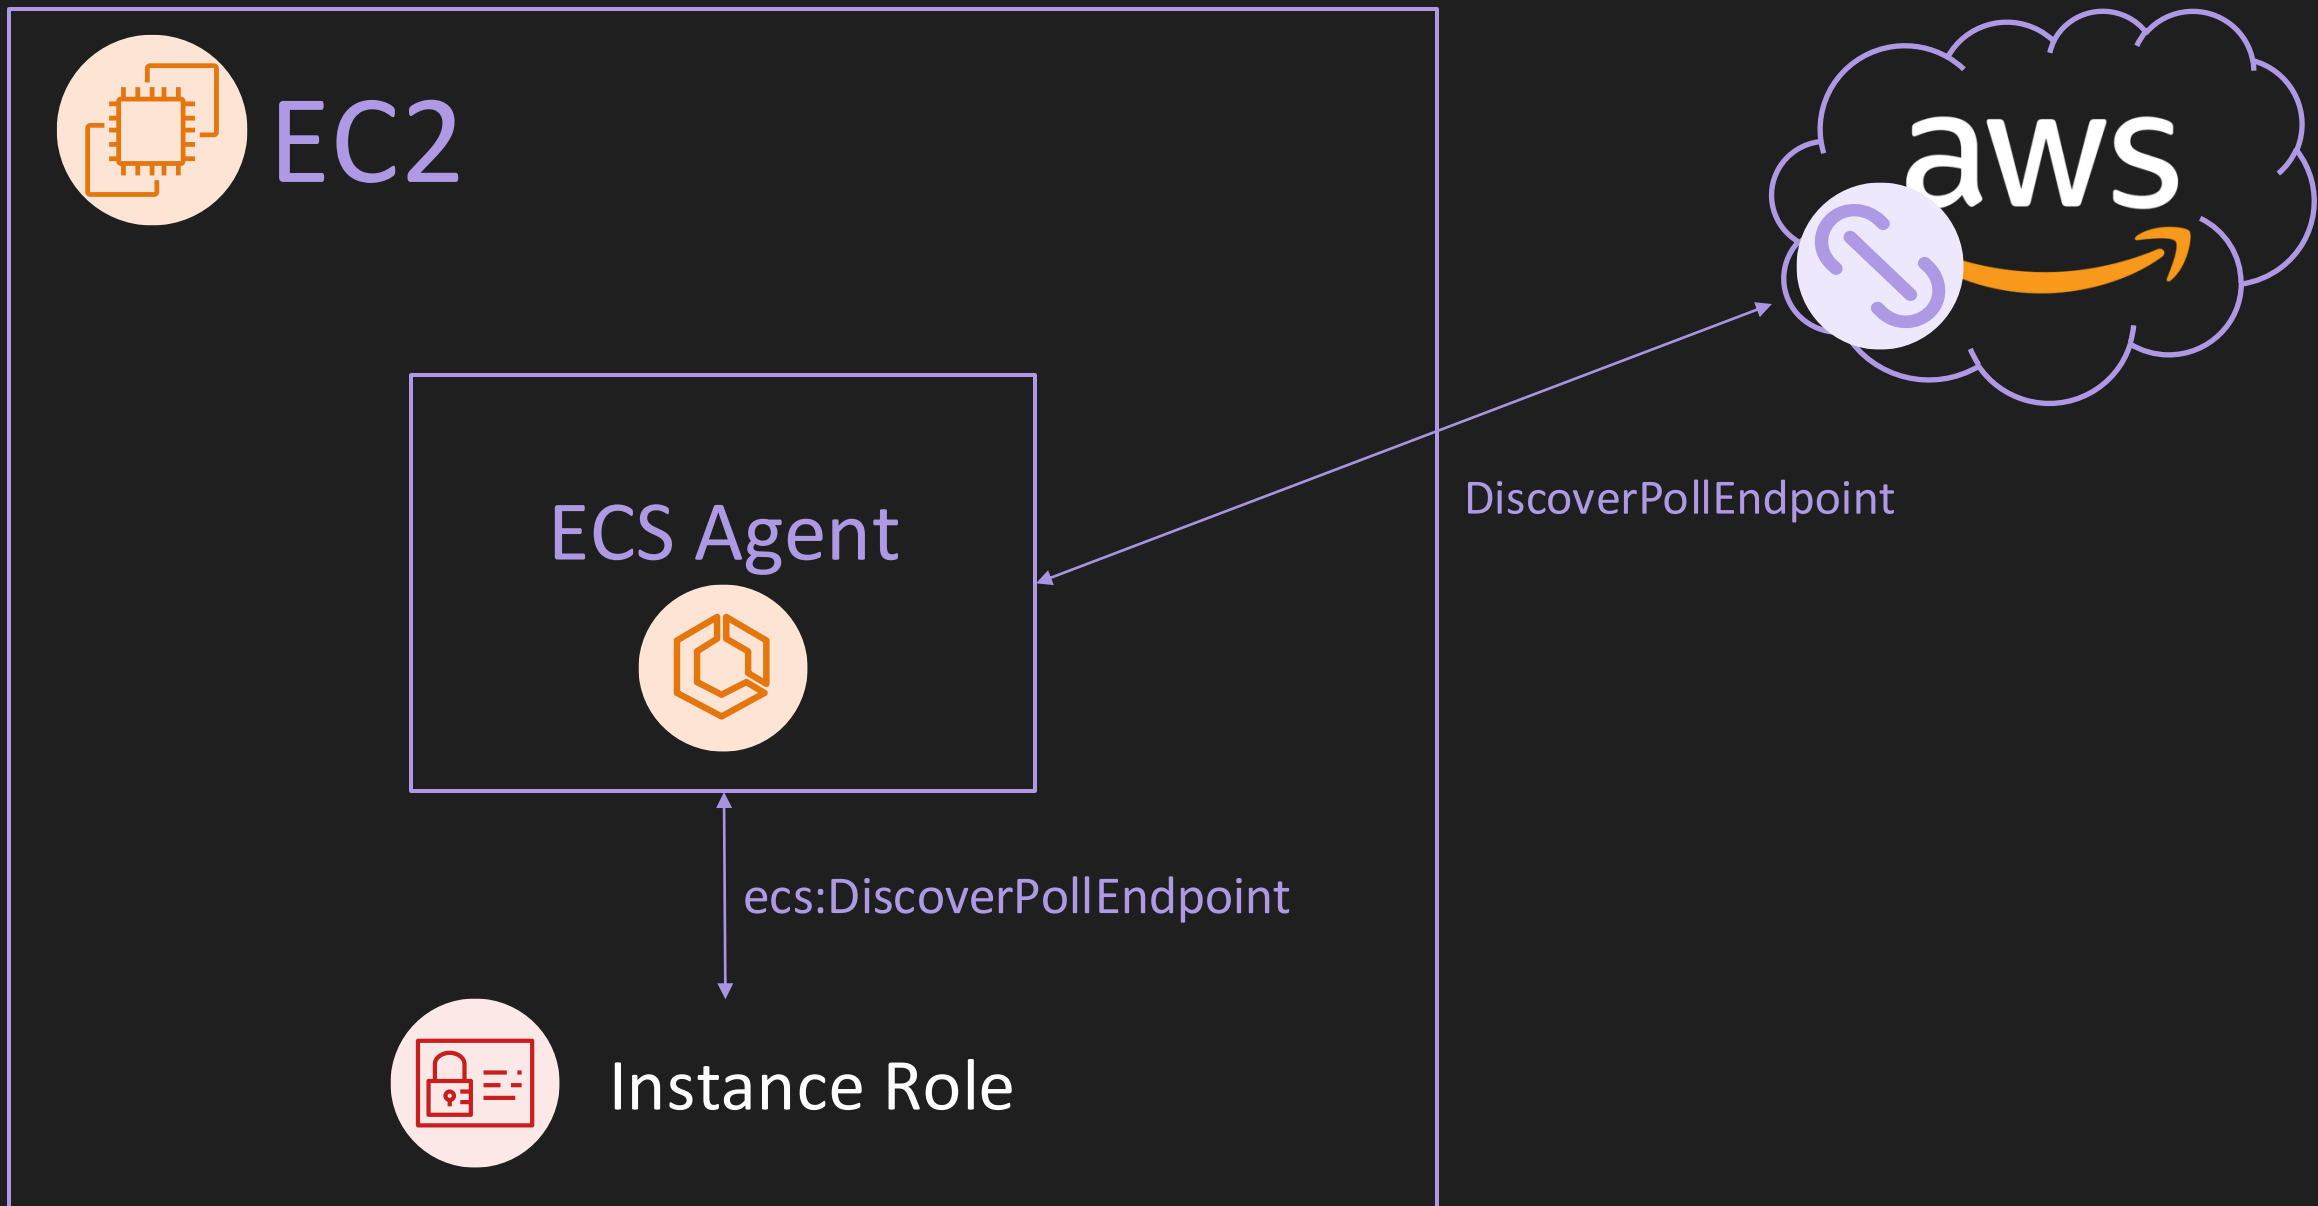 EC2
aws
DiscoverPollEndpoint
ECS Agent
ecs:DiscoverPollEndpoint
Instance Role